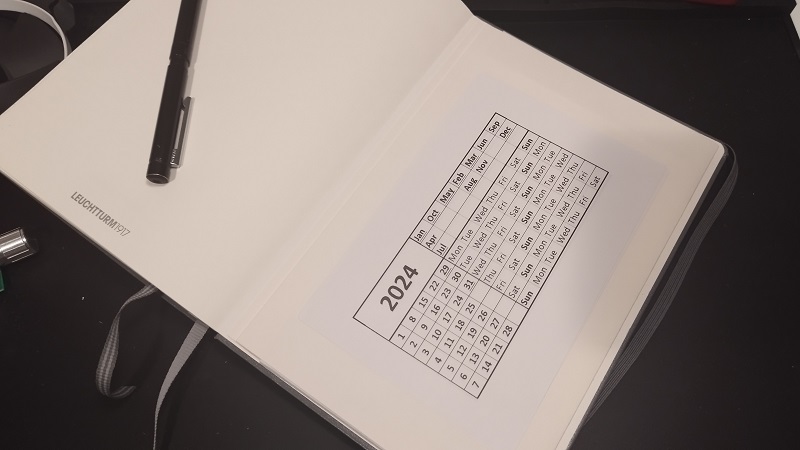 LEUCHTTURM1917
2024
Jan Oct May Feb Mar Jun Sep
Apr Aug Nov Dec
Jul
1 8 15 22 29 Mon Tue Wed Thu Fri Sat Sun
2 9 16 23 30 Tue Wed Thu Fri Sat Sun Mon
3 10 17 24 31 Wed Thu Fri Sat Sun Mon Tue
4 11 18 25 Thu Fri Sat Sun Mon Tue Wed
5 12 19 26 Fri Sat Sun Mon Tue Wed Thu
6 13 20 27 Sat Sun Mon Tue Wed Thu Fri
7 14 21 28 Sun Mon Tue Wed Thu Fri Sat